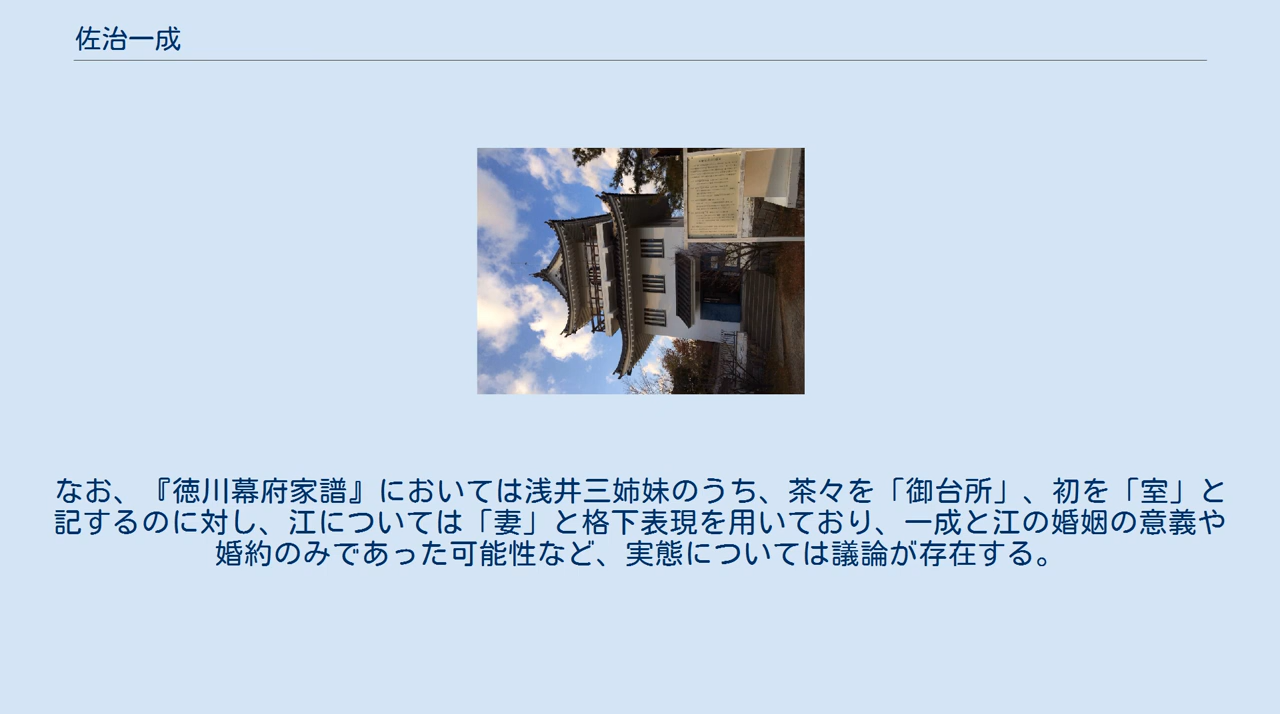 佐治一成
なお、『徳川幕府家譜』においては浅井三姉妹のうち、茶々を「御台所」、初を「室」と
記するのに対し、江については「妻」と格下表現を用いており、一成と江の婚姻の意義や
婚約のみであった可能性など、実態については議論が存在する。